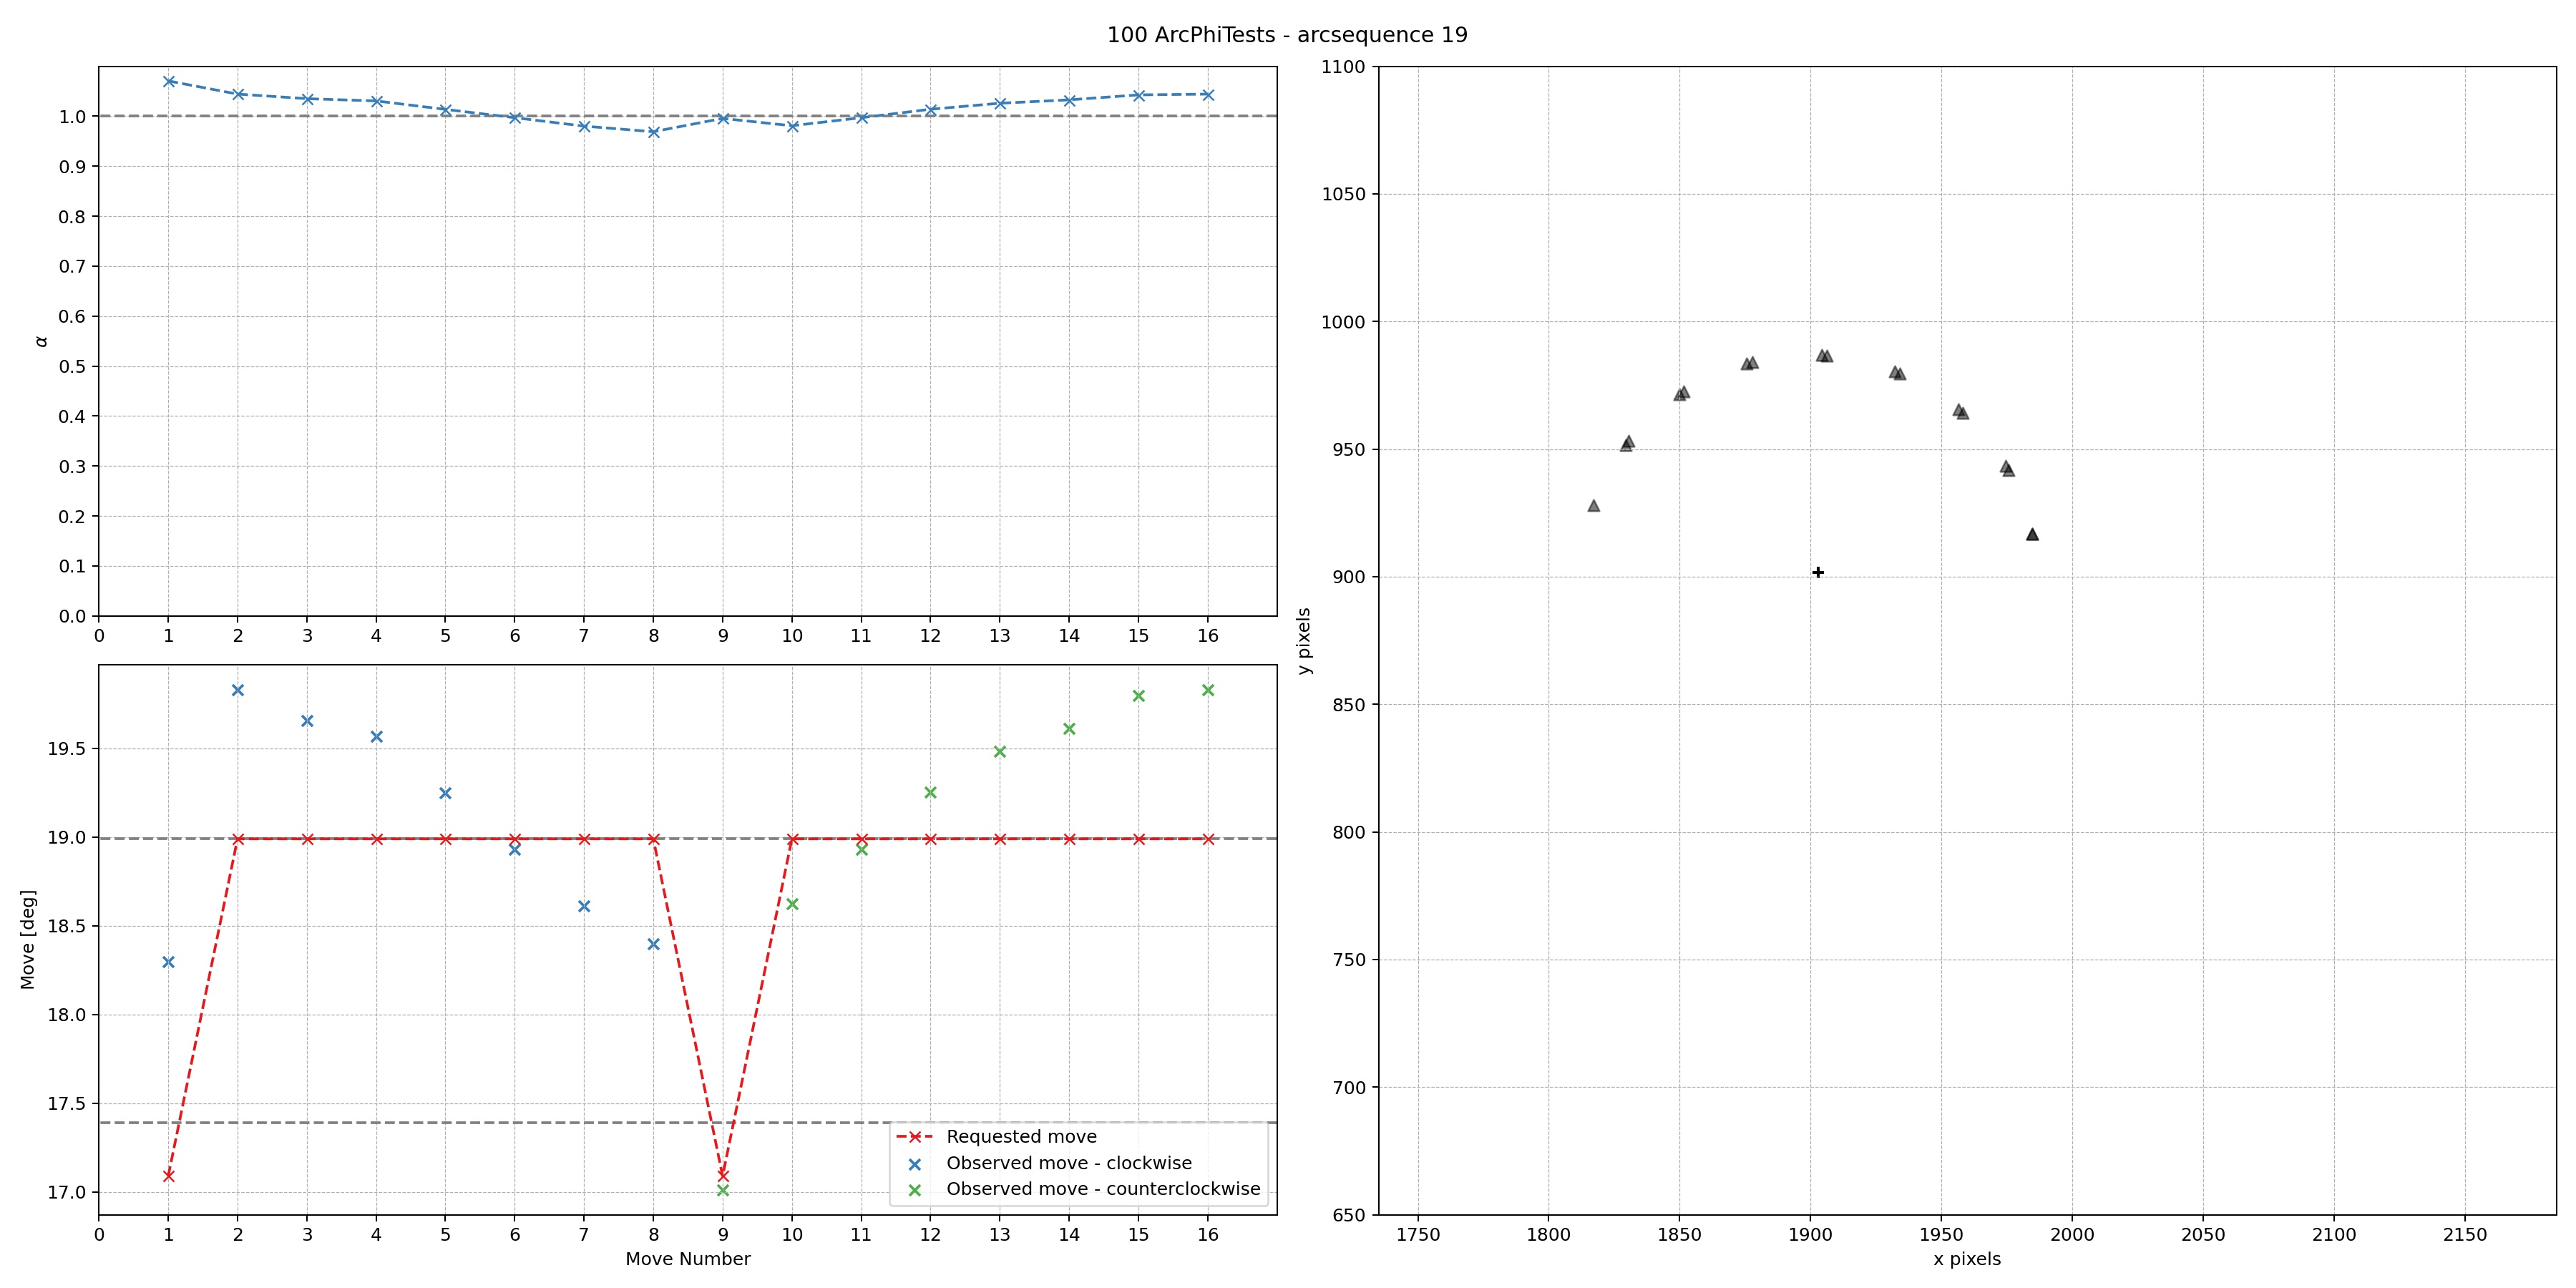 100 ArcPhiTests - arcsequence 19
α
1.0
0.9
0.8
0.7
0.6
0.5
0.4
0.3
0.2
0.1
0.0
0 1 2 3 4 5 6 7 8 9 10 11 12 13 14 15 16
Move [deg]
19.5
19.0
18.5
18.0
17.5
17.0
Requested move
Observed move - clockwise
Observed move - counterclockwise
0 1 2 3 4 5 6 7 8 9 10 11 12 13 14 15 16
Move Number
y pixels
1100
1050
1000
950
900
850
800
750
700
650
1750 1800 1850 1900 1950 2000 2050 2100 2150
x pixels